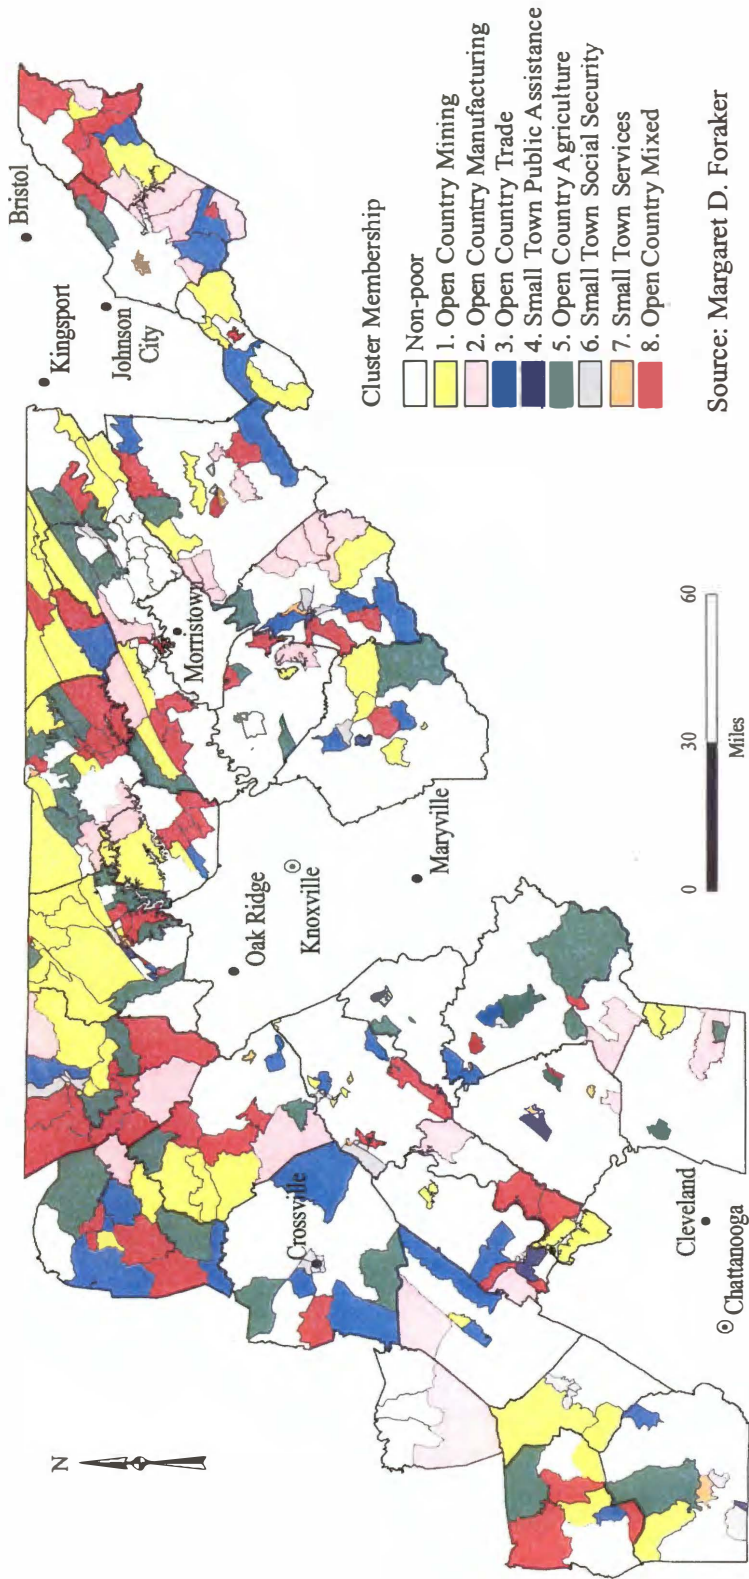 N
Bristol
Kingsport
Johnson
City
Morristown
Oak Ridge
Knoxville
Maryville
Crossville
Cleveland
Chattanooga
Cluster Membership
Non-poor
1. Open Country Mining
2. Open Country Manufacturing
3. Open Country Trade
4. Small Town Public Assistance
5. Open Country Agriculture
6. Small Town Social Security
7. Small Town Services
8. Open Country Mixed
0
30
60
Miles
Source: Margaret D. Foraker